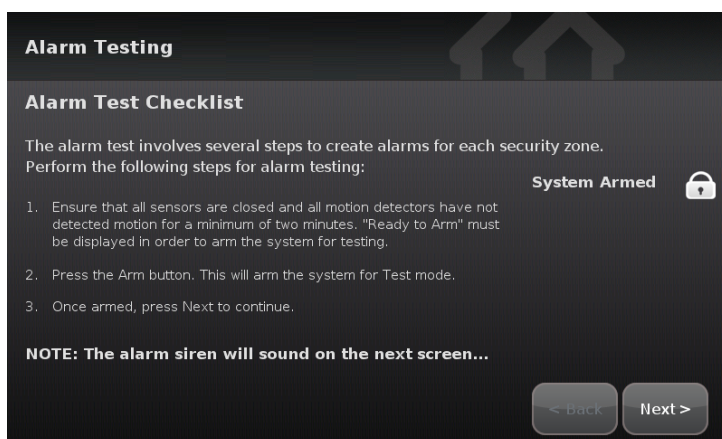 Alarm Testing
Alarm Test Checklist
The alarm test involves several steps to create alarms for each security zone.
Perform the following steps for alarm testing:
System Armed
1. Ensure that all sensors are closed and all motion detectors have not
detected motion for a minimum of two minutes. "Ready to Arm" must
be displayed in order to arm the system for testing.
2. Press the Arm button. This will arm the system for Test mode.
3. Once armed, press Next to continue.
NOTE: The alarm siren will sound on the next screen...
< Back
Next >